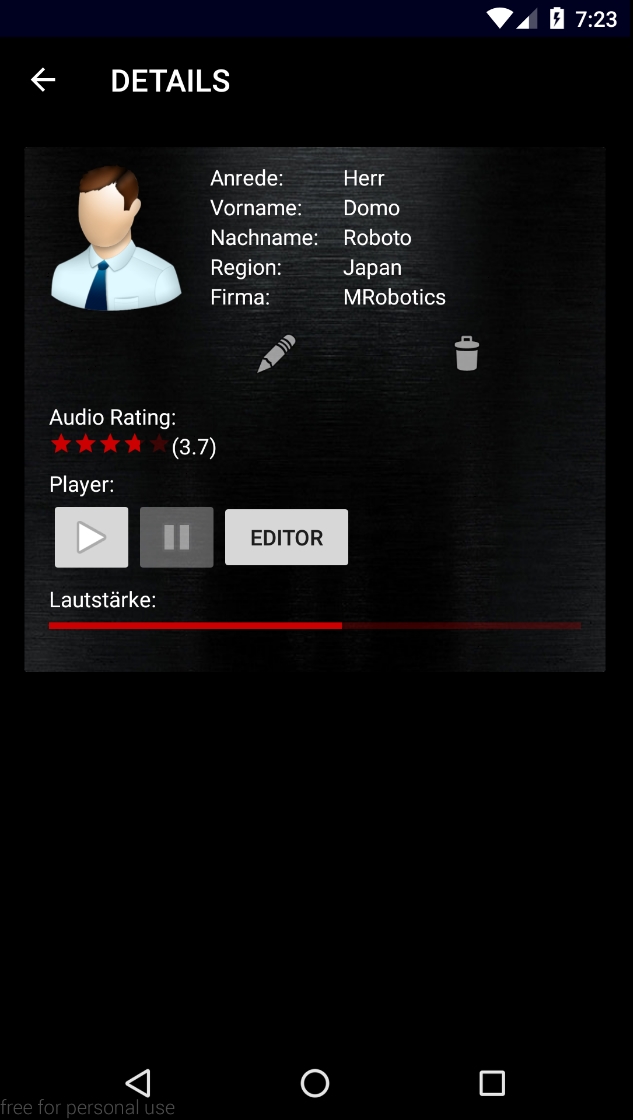 7:23
DETAILS
Anrede: Herr
Vorname: Domo
Nachname: Roboto
Region: Japan
Firma: MRobotics
Audio Rating:
(3.7)
Player:
EDITOR
Lautstärke:
free for personal use